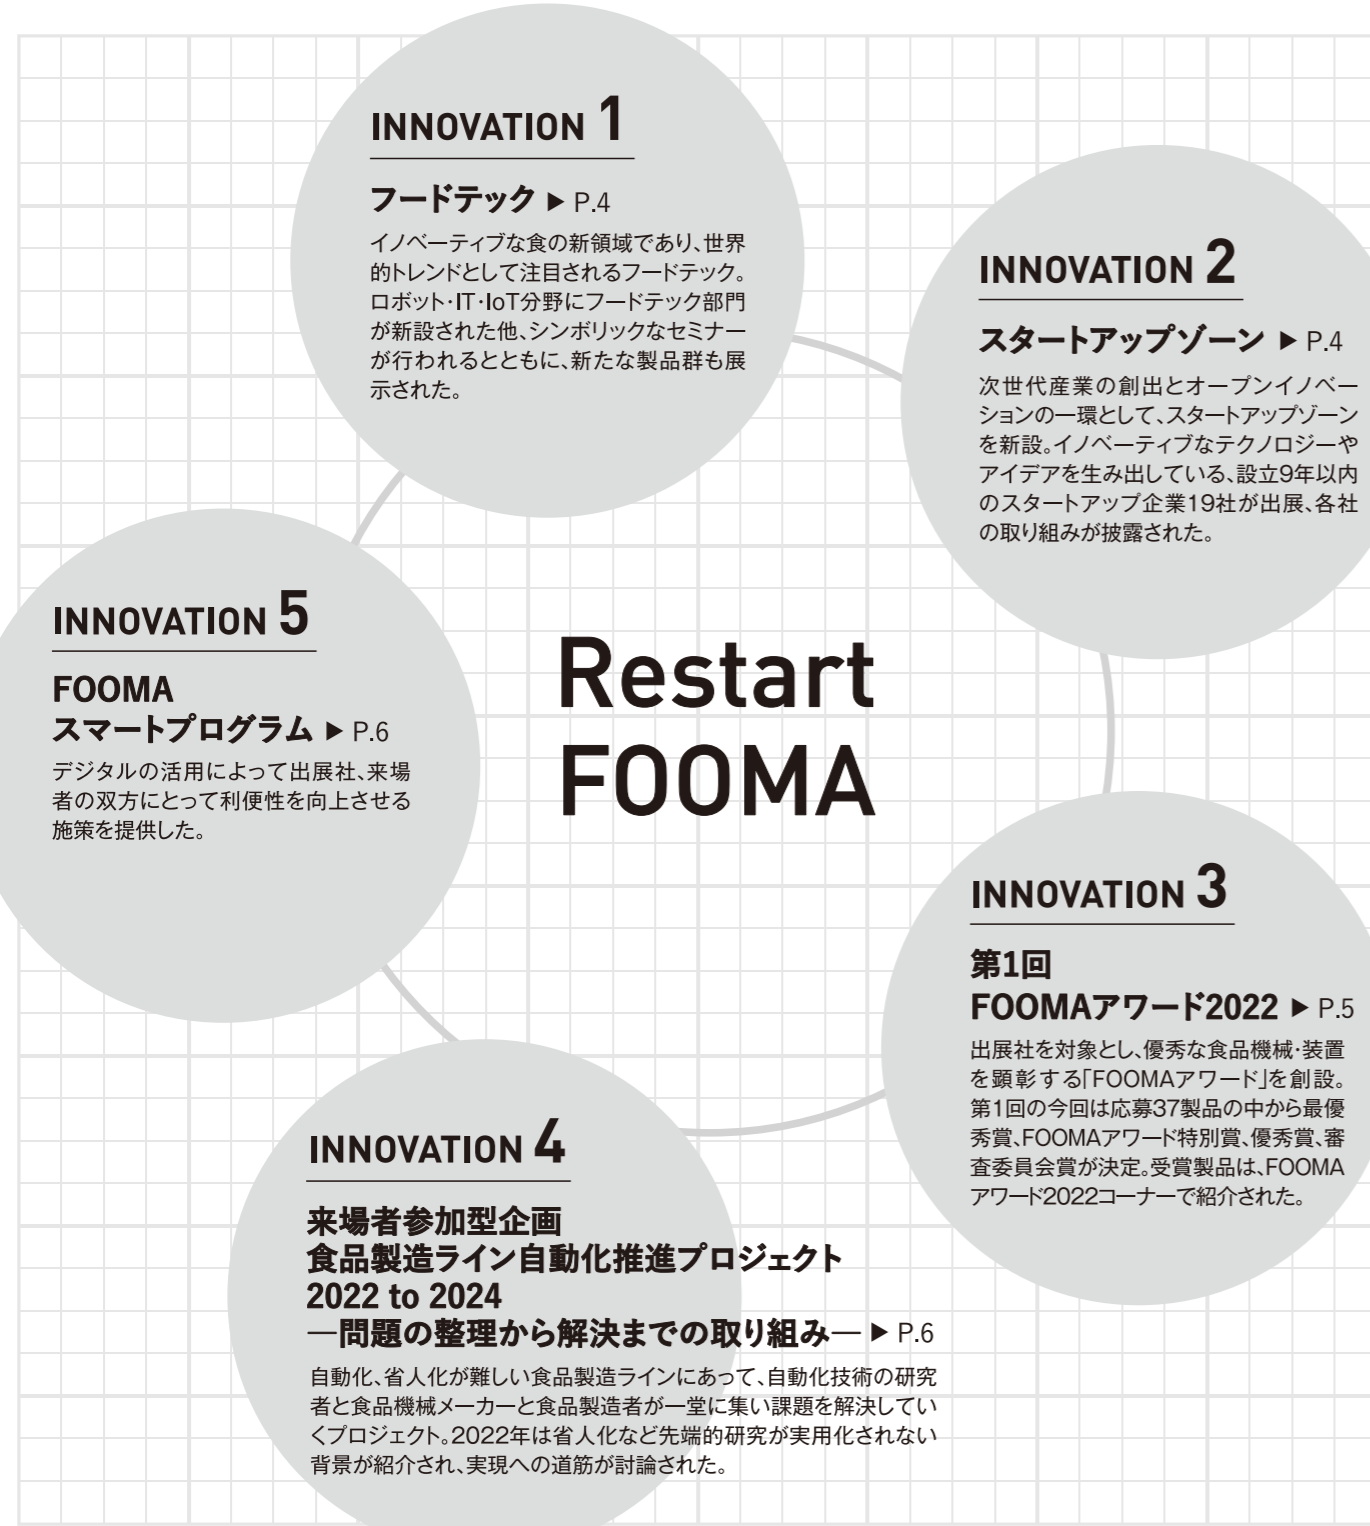 INNOVATION 1
フードテック ▶ P.4
イノベーティブな食の新領域であり、世界
的トレンドとして注目されるフードテック。
ロボット・IT・IoT分野にフードテック部門
が新設された他、シンボリックなセミナー
が行われるとともに、新たな製品群も展
示された。
INNOVATION 2
スタートアップゾーン ▶ P.4
次世代産業の創出とオープンイノベー
ションの一環として、スタートアップゾーン
を新設。イノベーティブなテクノロジーや
アイデアを生み出している、設立9年以内
のスタートアップ企業19社が出展、各社
の取り組みが披露された。
Restart
FOOMA
INNOVATION 3
第1回
FOOMAアワード2022 ▶ P.5
出展社を対象とし、優秀な食品機械・装置
を顕彰する「FOOMAアワード」を創設。
第1回の今回は応募37製品の中から最優
秀賞、FOOMAアワード特別賞、優秀賞、審
査委員会賞が決定。受賞製品は、FOOMA
アワード2022コーナーで紹介された。
INNOVATION 4
来場者参加型企画
食品製造ライン自動化推進プロジェクト
2022 to 2024
―問題の整理から解決までの取り組み― ▶ P.6
自動化、省人化が難しい食品製造ラインにあって、自動化技術の研究
者と食品機械メーカーと食品製造者が一堂に集い課題を解決してい
くプロジェクト。2022年は省人化など先端的研究が実用化されない
背景が紹介され、実現への道筋が討論された。
INNOVATION 5
FOOMA
スマートプログラム ▶ P.6
デジタルの活用によって出展社、来場
者の双方にとって利便性を向上させる
施策を提供した。